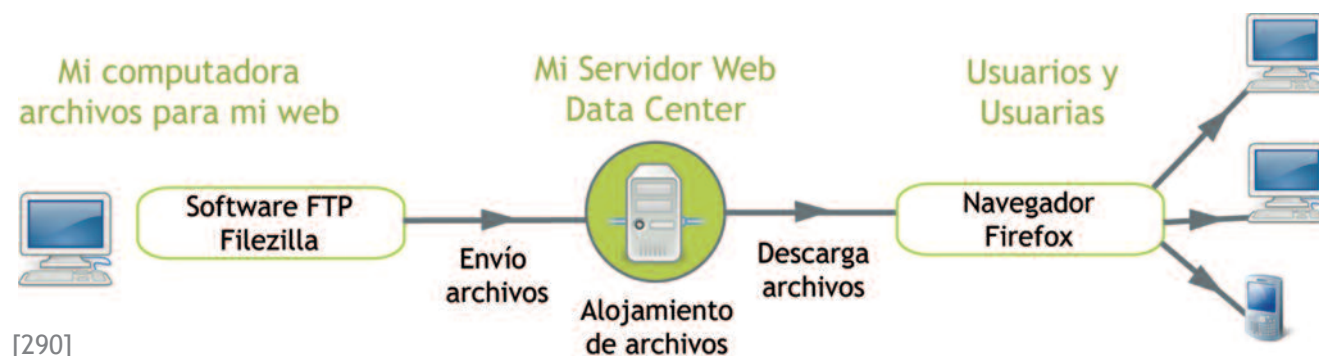 Mi computadora
archivos para mi web
Mi Servidor Web
Data Center
Usuarios y
Usuarias
Software FTP
Filezilla
Envío
archivos
Alojamiento
de archivos
Descarga
archivos
Navegador
Firefox
[290]